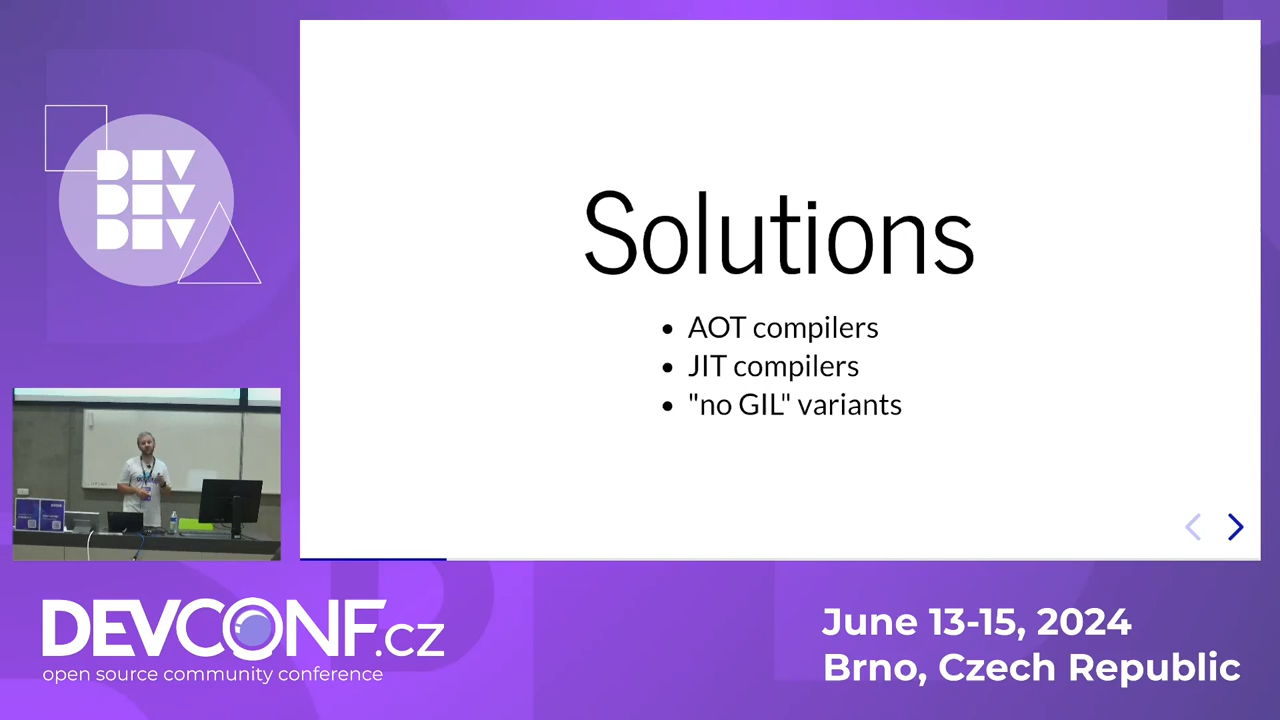 DEV
DEV
DEV
Solutions
AOT compilers
JIT compilers
"no GIL" variants
DEVCONF.cz
open source community conference
June 13-15, 2024
Brno, Czech Republic